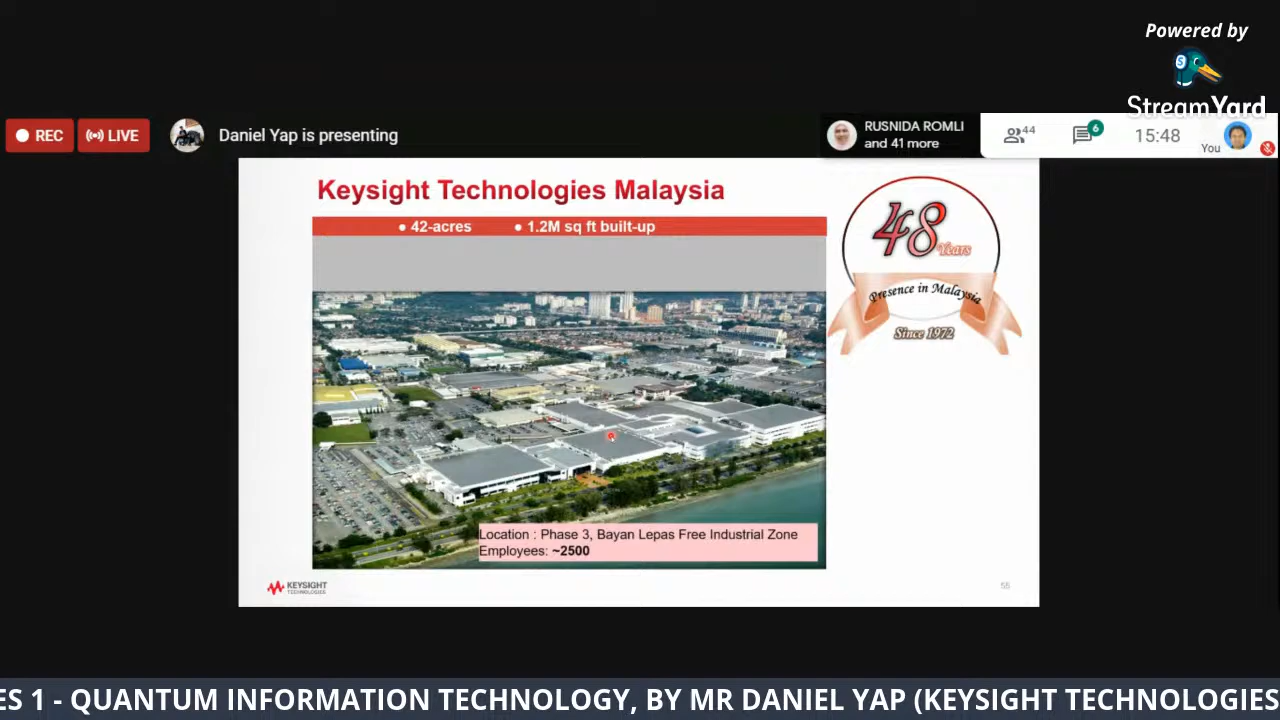 Powered by
StreamYard
REC
LIVE
Daniel Yap is presenting
RUSNIDA ROMLI
and 41 more
44
6
15:48
You
Keysight Technologies Malaysia
• 42-acres • 1.2M sq ft built-up
48
Years
Presence in Malaysia
Since 1972
Location : Phase 3, Bayan Lepas Free Industrial Zone
Employees: ~2500
KEYSIGHT
TECHNOLOGIES
55
ES 1 - QUANTUM INFORMATION TECHNOLOGY, BY MR DANIEL YAP (KEYSIGHT TECHNOLOGIES